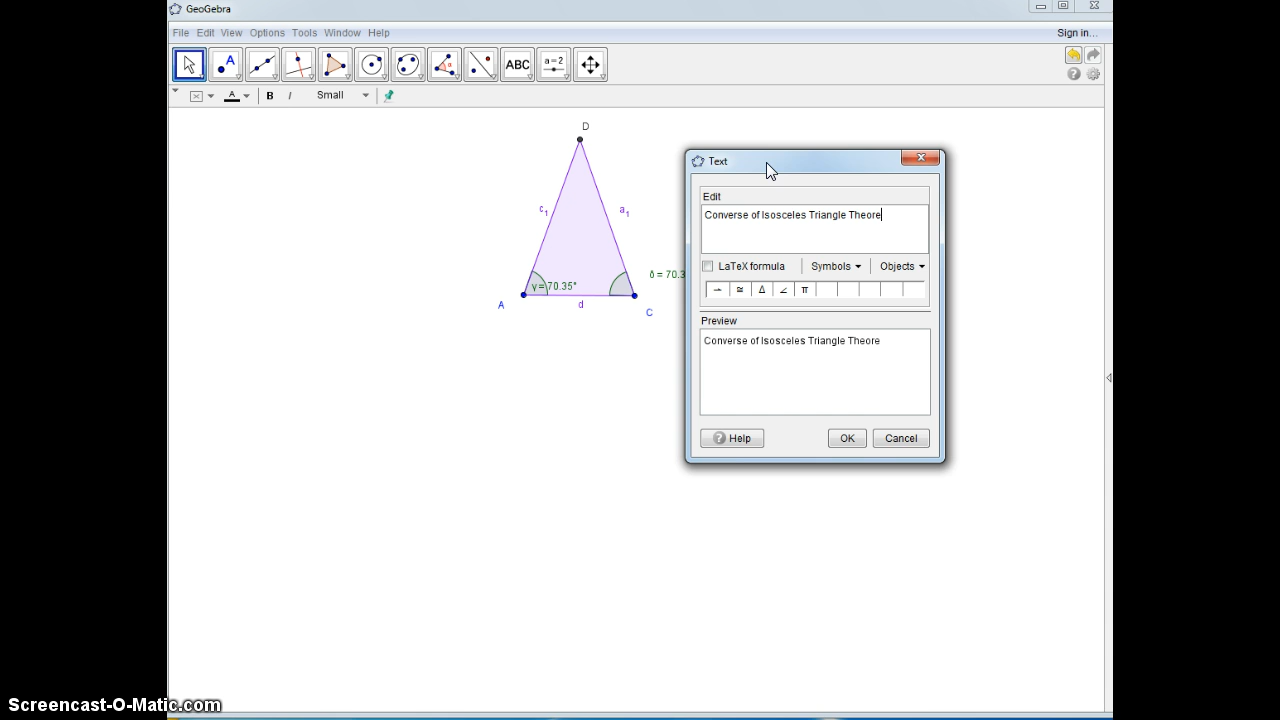 GeoGebra
File Edit View Options Tools Window Help
Sign in...
A ABC a=2
A B I Small
D
Text
Edit
Converse of Isosceles Triangle Theore
c1 a1
LaTeX formula Symbols Objects
δ = 70.3
γ = 70.35°
→ ≅ Δ ∠ π
A d C
Preview
Converse of Isosceles Triangle Theore
Help OK Cancel
Screencast-O-Matic.com